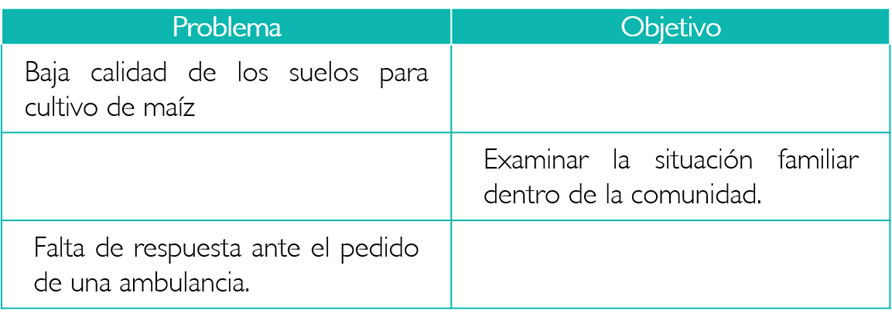 Problema
Objetivo
Baja calidad de los suelos para
cultivo de maíz
Examinar la situación familiar
dentro de la comunidad.
Falta de respuesta ante el pedido
de una ambulancia.